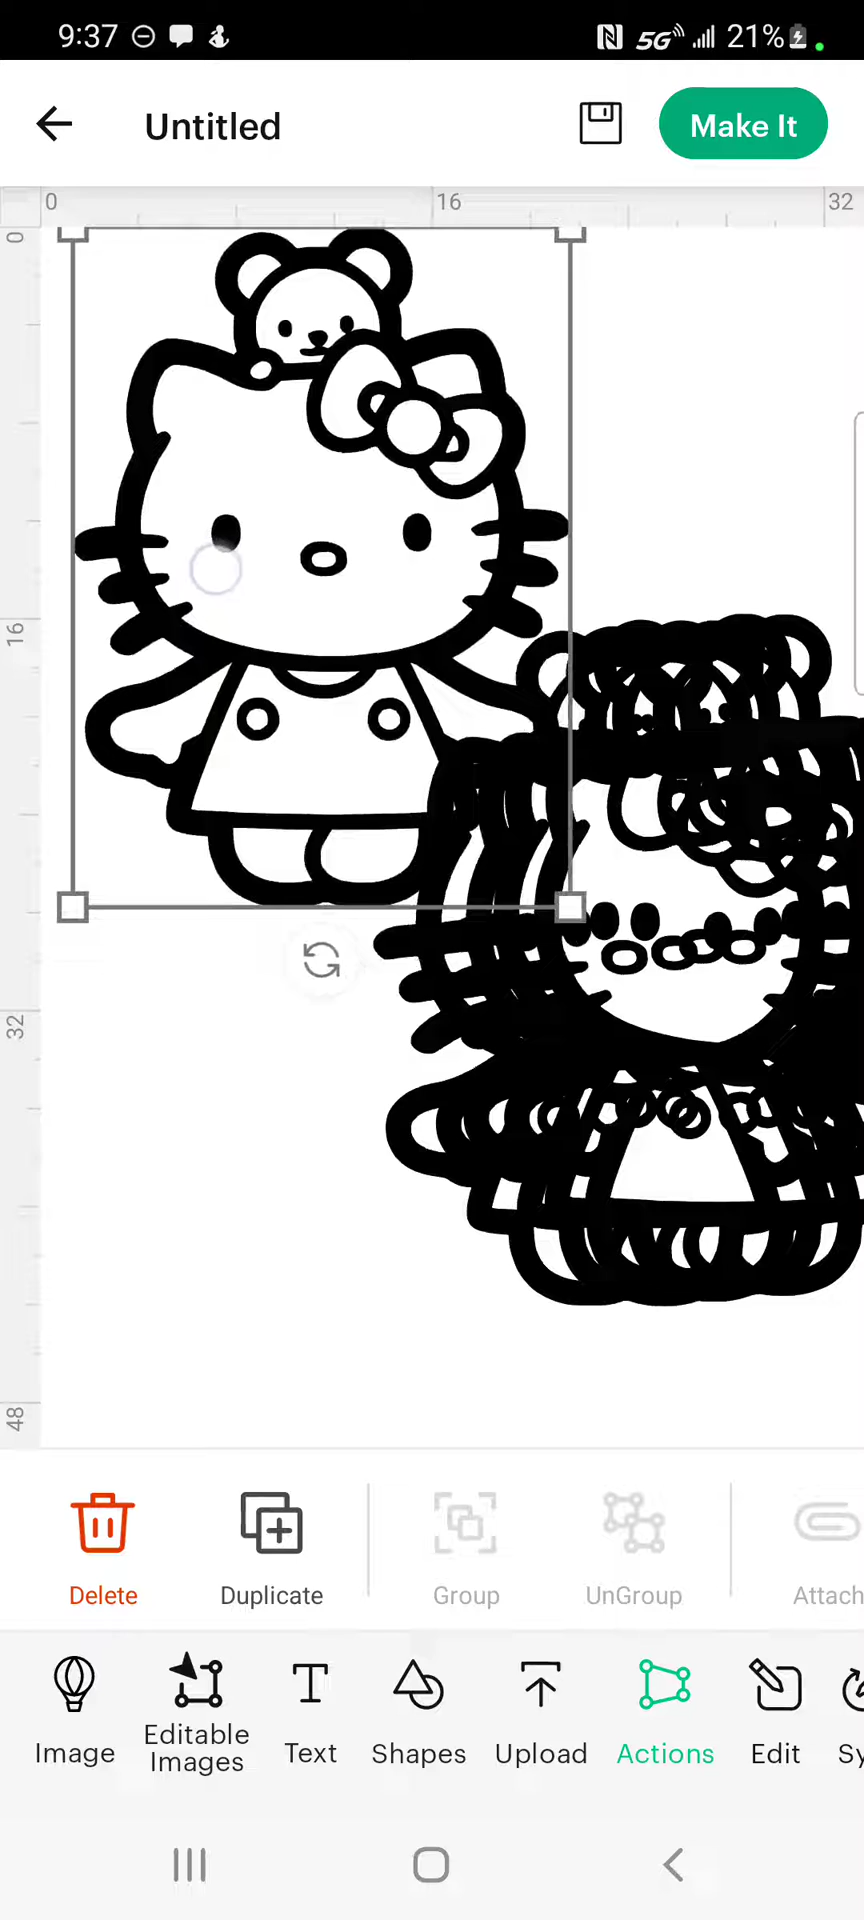 9:37
5G
21%
Untitled
Make It
0
16
32
0
16
32
48
Delete
Duplicate
Group
UnGroup
Attach
Image
Editable
Images
Text
Shapes
Upload
Actions
Edit
Sy